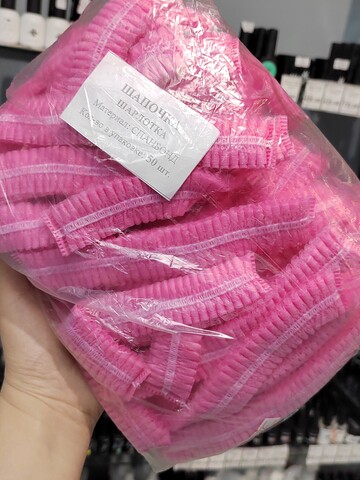 ШАПОЧКА
ШАРЛОТКА
Материал: СПАНБОНД
Кол-во в упаковке: 50 шт.